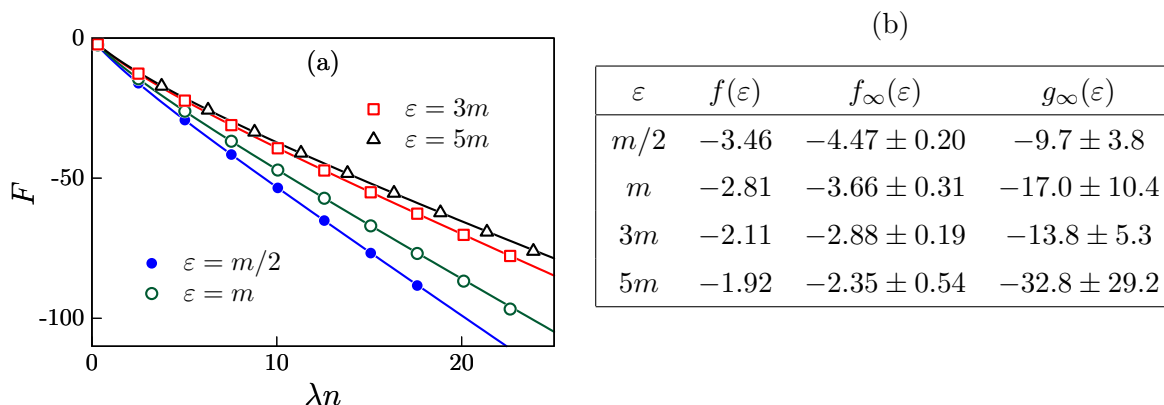 (a)
0
-50
-100
F
0 10 20
λn
ε = 3m
ε = 5m
ε = m/2
ε = m
(b)
ε f(ε) f∞(ε) g∞(ε)
m/2 −3.46 −4.47 ± 0.20 −9.7 ± 3.8
m −2.81 −3.66 ± 0.31 −17.0 ± 10.4
3m −2.11 −2.88 ± 0.19 −13.8 ± 5.3
5m −1.92 −2.35 ± 0.54 −32.8 ± 29.2